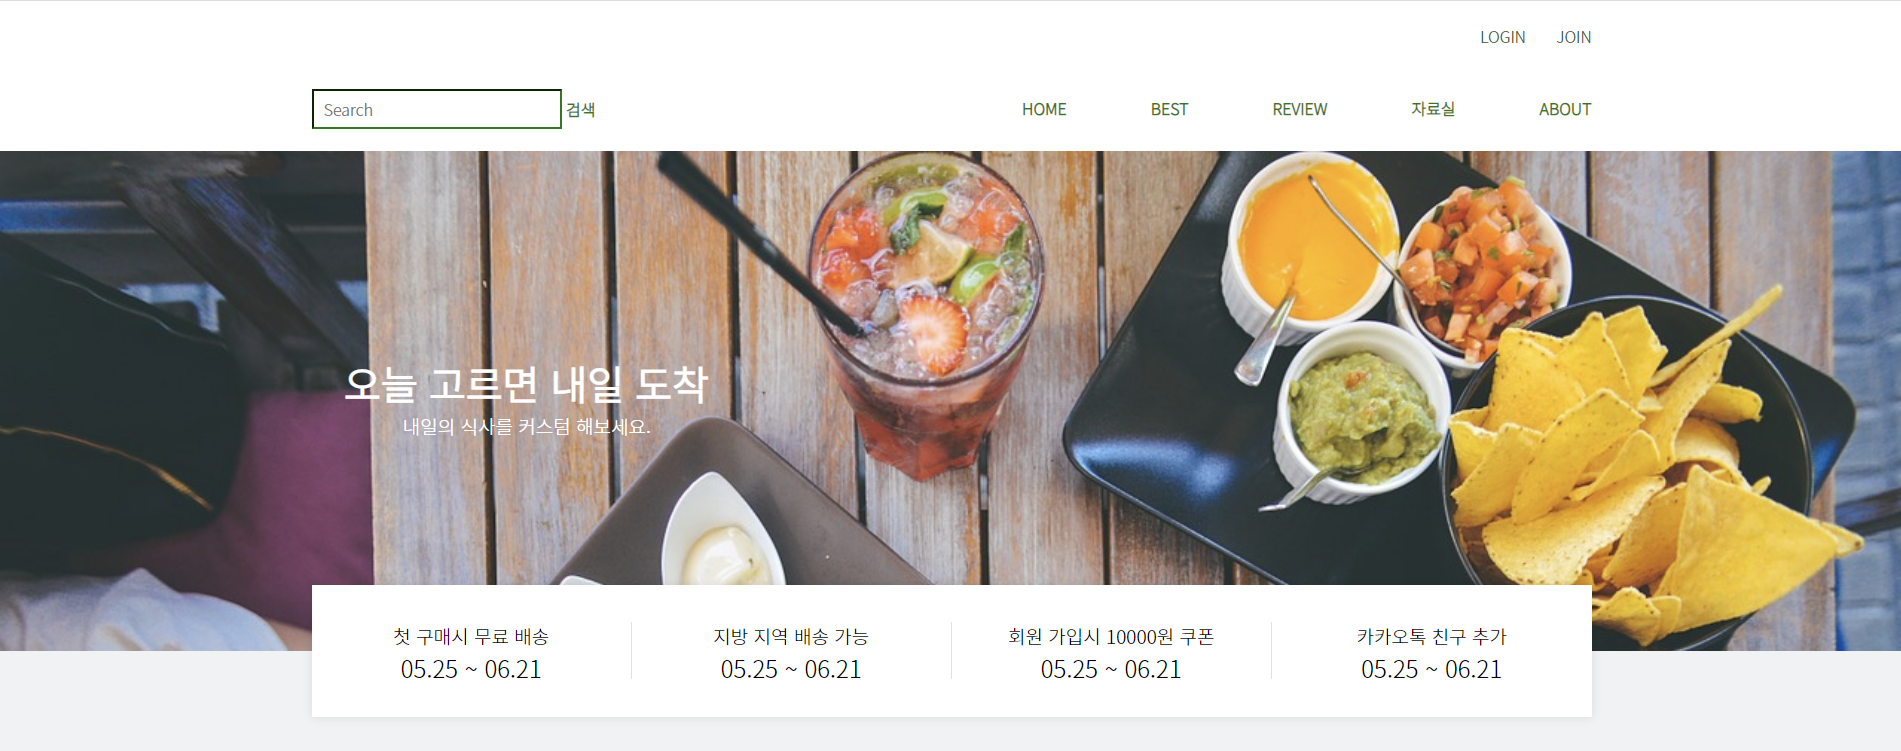 LOGIN JOIN
Search 검색 HOME BEST REVIEW 자료실 ABOUT
오늘 고르면 내일 도착
내일의 식사를 커스텀 해보세요.
첫 구매시 무료 배송
05.25 ~ 06.21
지방 지역 배송 가능
05.25 ~ 06.21
회원 가입시 10000원 쿠폰
05.25 ~ 06.21
카카오톡 친구 추가
05.25 ~ 06.21